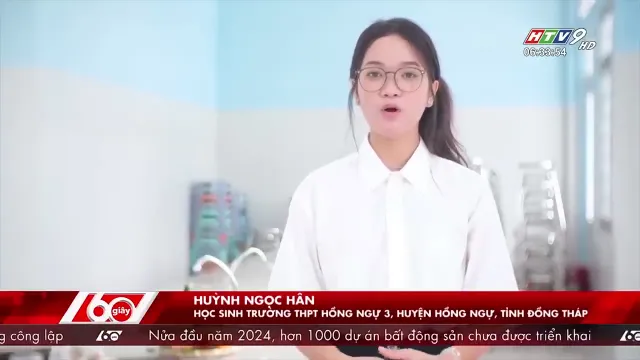 HTV9 HD
06:33:54
HUỲNH NGỌC HÂN
HỌC SINH TRƯỜNG THPT HỒNG NGỰ 3, HUYỆN HỒNG NGỰ, TỈNH ĐỒNG THÁP
60 giây
g công lập
Nửa đầu năm 2024, hơn 1000 dự án bất động sản chưa được triển khai